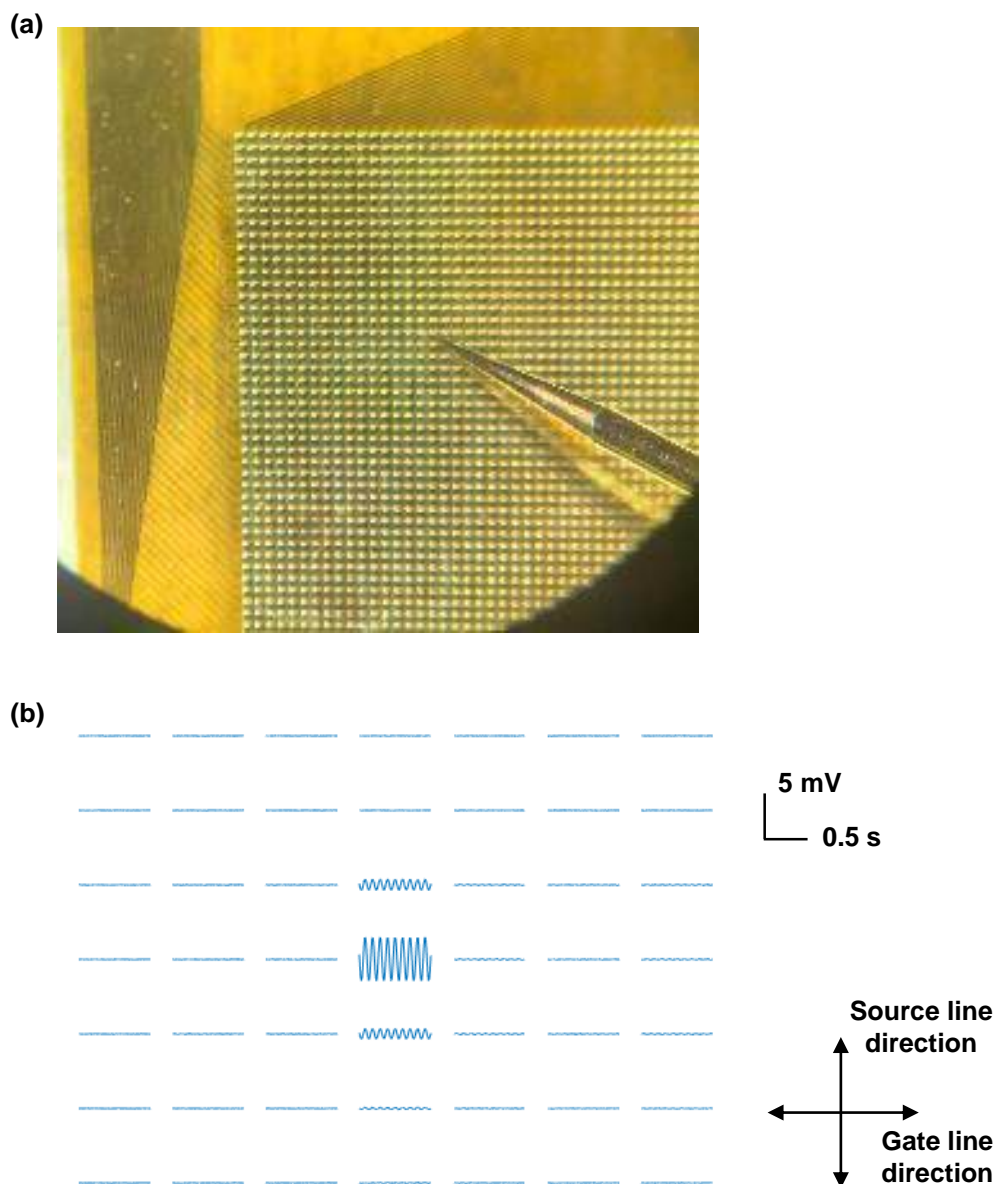 (a)
(b)
5 mV
0.5 s
Source line
direction
Gate line
direction